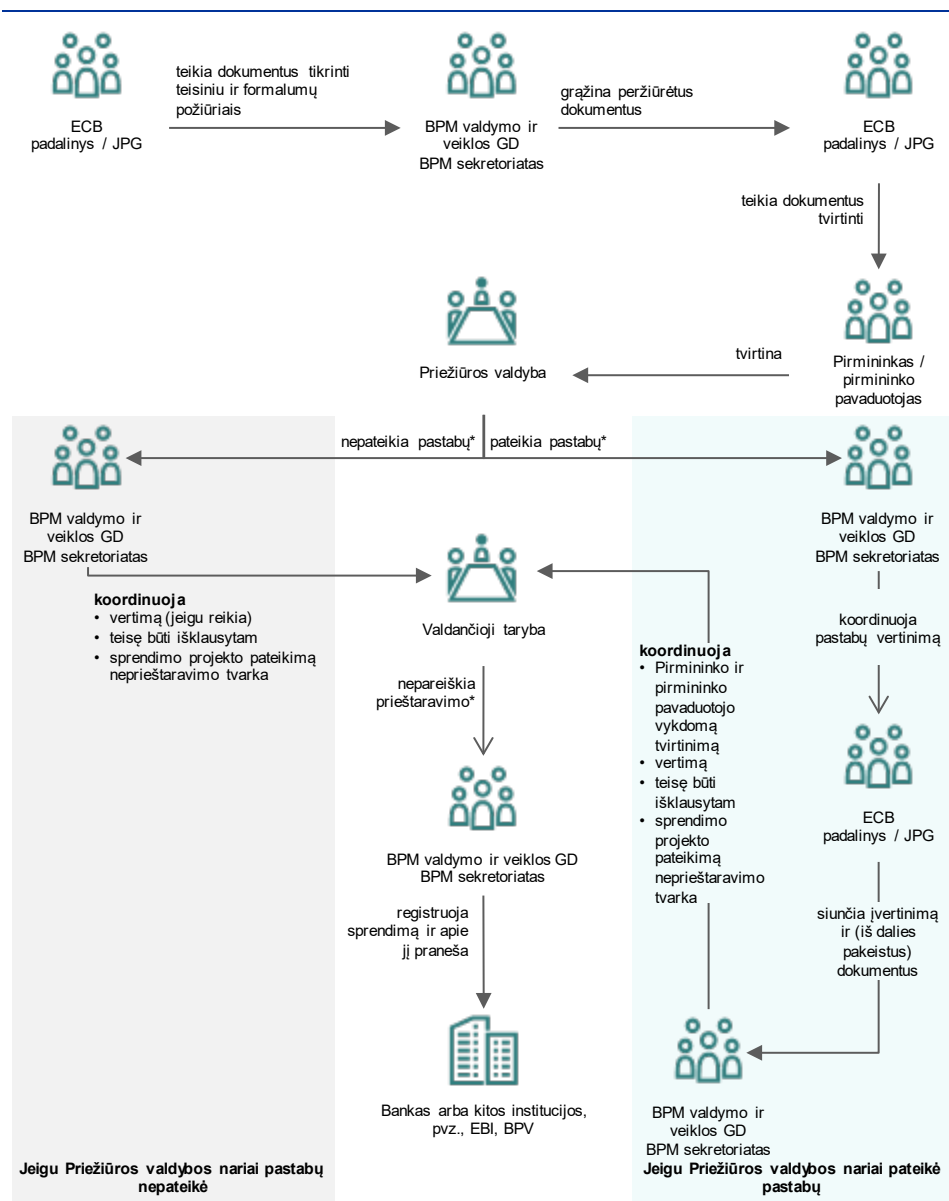 teikia dokumentus tikrinti
teisiniu ir formalumų
požiūriais
grąžina peržiūrėtus
dokumentus
ECB
padalinys / JPG
BPM valdymo ir
veiklos GD
BPM sekretoriatas
ECB
padalinys / JPG
teikia dokumentus
tvirtinti
Priežiūros valdyba
tvirtina
Pirmininkas /
pirmininko
pavaduotojas
nepateikia pastabų*
pateikia pastabų*
BPM valdymo ir
veiklos GD
BPM sekretoriatas
BPM valdymo ir
veiklos GD
BPM sekretoriatas
koordinuoja
• vertimą (jeigu reikia)
• teisę būti išklausytam
• sprendimo projekto pateikimą
neprieštaravimo tvarka
Valdančioji taryba
koordinuoja
pastabų vertinimą
koordinuoja
• Pirmininko ir
pirmininko
pavaduotojo
vykdomą
tvirtinimą
• vertimą
• teisę būti
išklausytam
• sprendimo
projekto
pateikimą
neprieštaravimo
tvarka
nepareiškia
prieštaravimo*
ECB
padalinys / JPG
BPM valdymo ir veiklos GD
BPM sekretoriatas
registruoja
sprendimą ir apie
jį praneša
siunčia įvertinimą
ir (iš dalies
pakeistus)
dokumentus
Bankas arba kitos institucijos,
pvz., EBI, BPV
BPM valdymo ir
veiklos GD
BPM sekretoriatas
Jeigu Priežiūros valdybos nariai pastabų
nepateikė
Jeigu Priežiūros valdybos nariai pateikė
pastabų